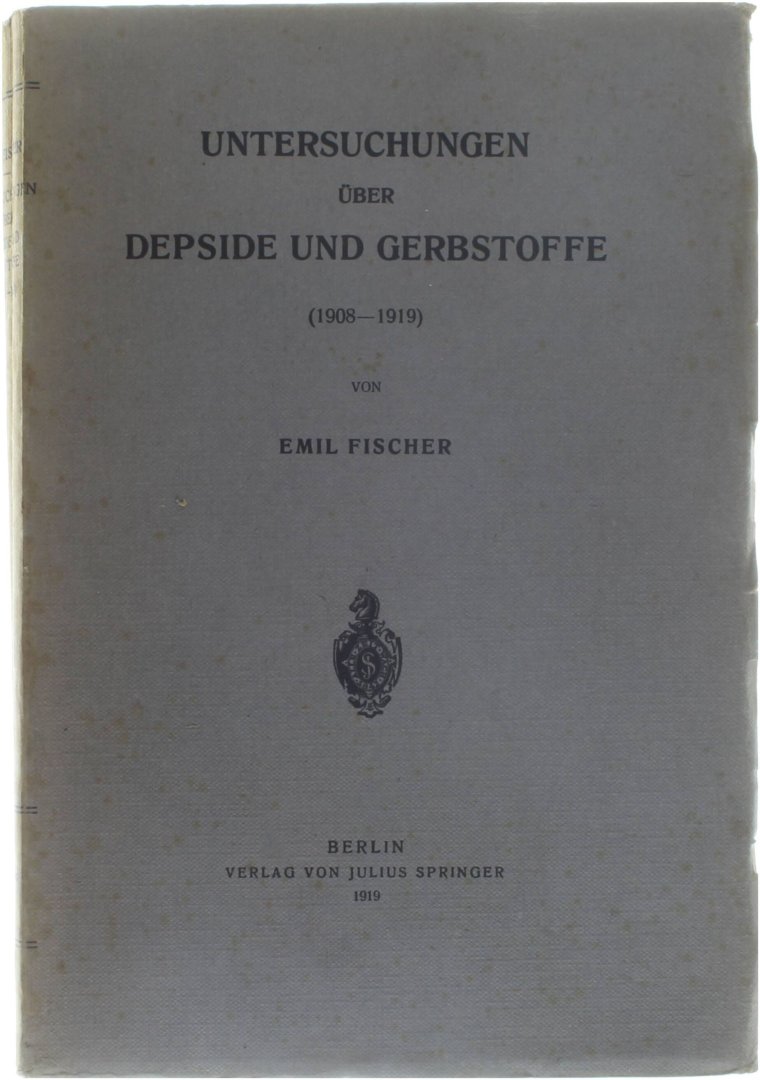 UNTERSUCHUNGEN
ÜBER
DEPSIDE UND GERBSTOFFE
(1908—1919)
VON
EMIL FISCHER
BERLIN
VERLAG VON JULIUS SPRINGER
1919